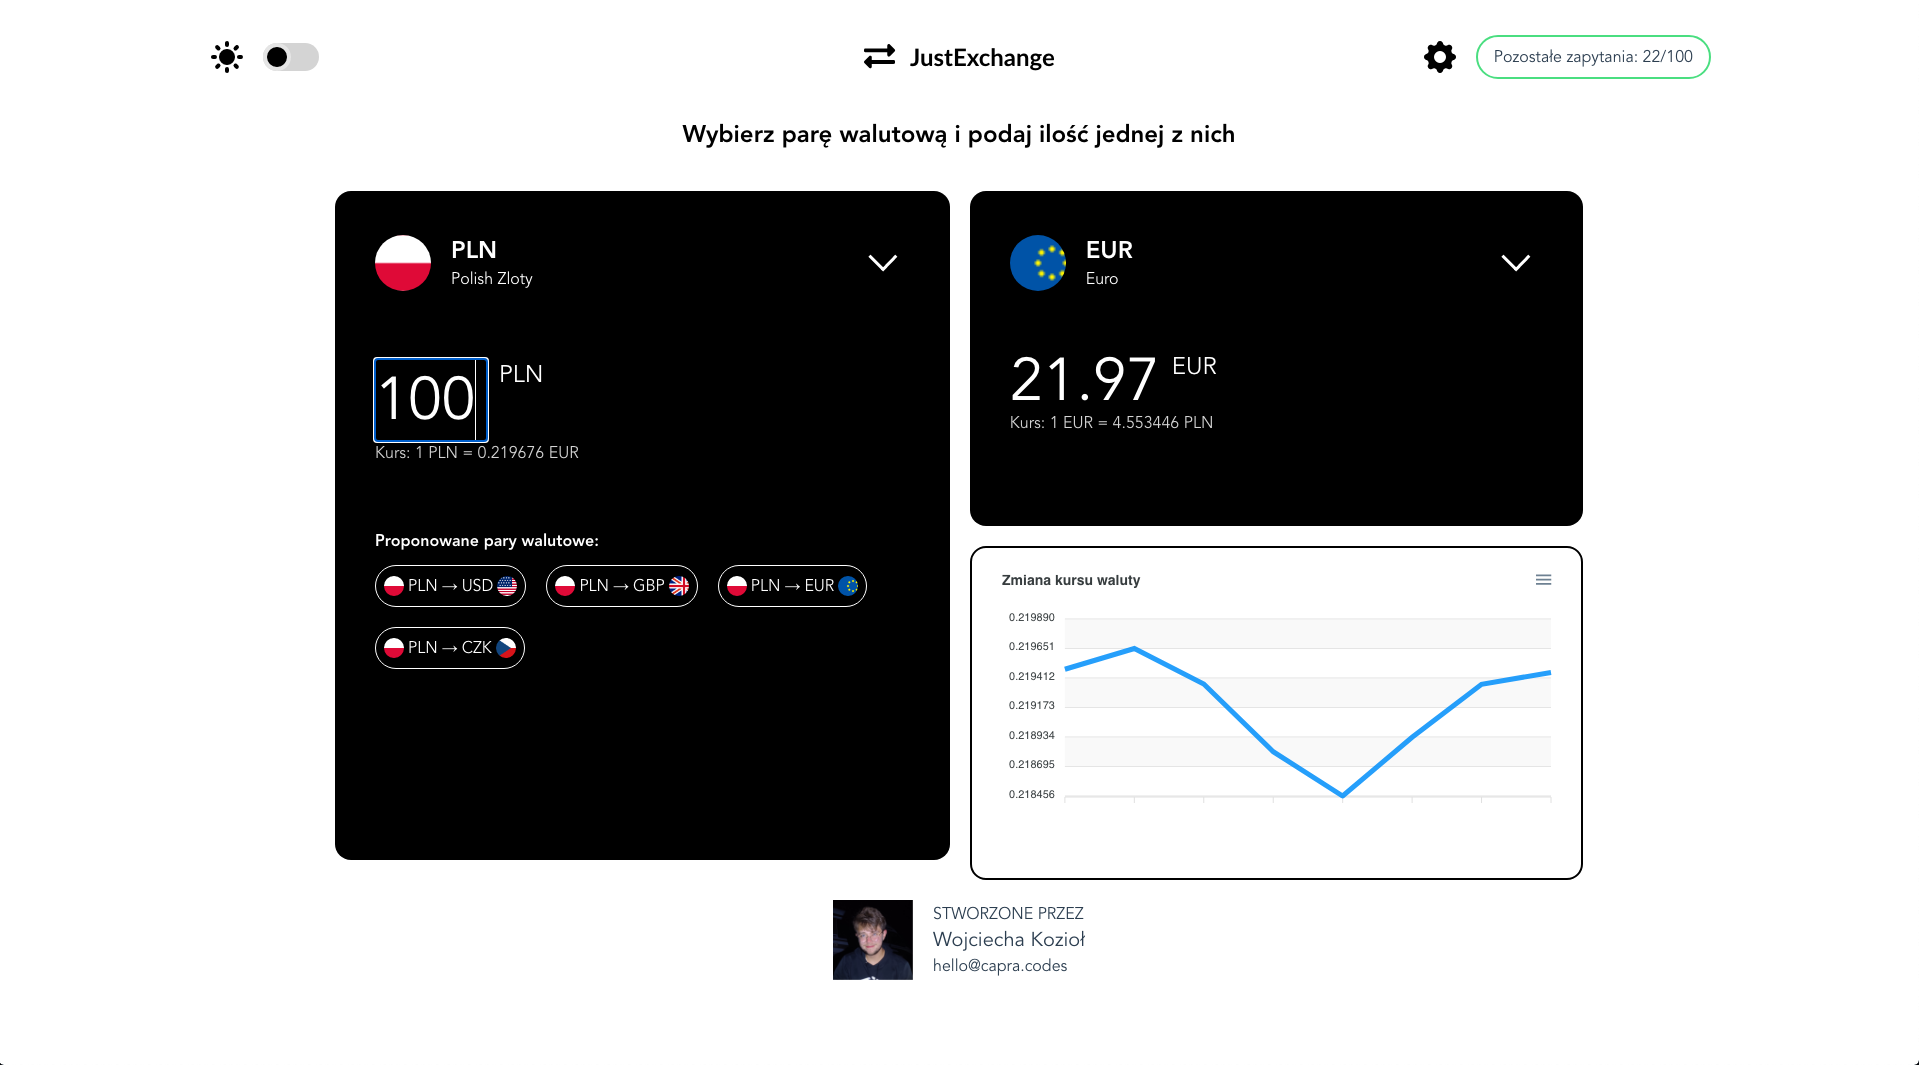 JustExchange
Pozostałe zapytania: 22/100
Wybierz parę walutową i podaj ilość jednej z nich
PLN
Polish Zloty
100 PLN
Kurs: 1 PLN = 0.219676 EUR
Proponowane pary walutowe:
PLN → USD
PLN → GBP
PLN → EUR
PLN → CZK
EUR
Euro
21.97 EUR
Kurs: 1 EUR = 4.553446 PLN
Zmiana kursu waluty
0.219890
0.219651
0.219412
0.219173
0.218934
0.218695
0.218456
STWORZONE PRZEZ
Wojciecha Kozioł
hello@capra.codes